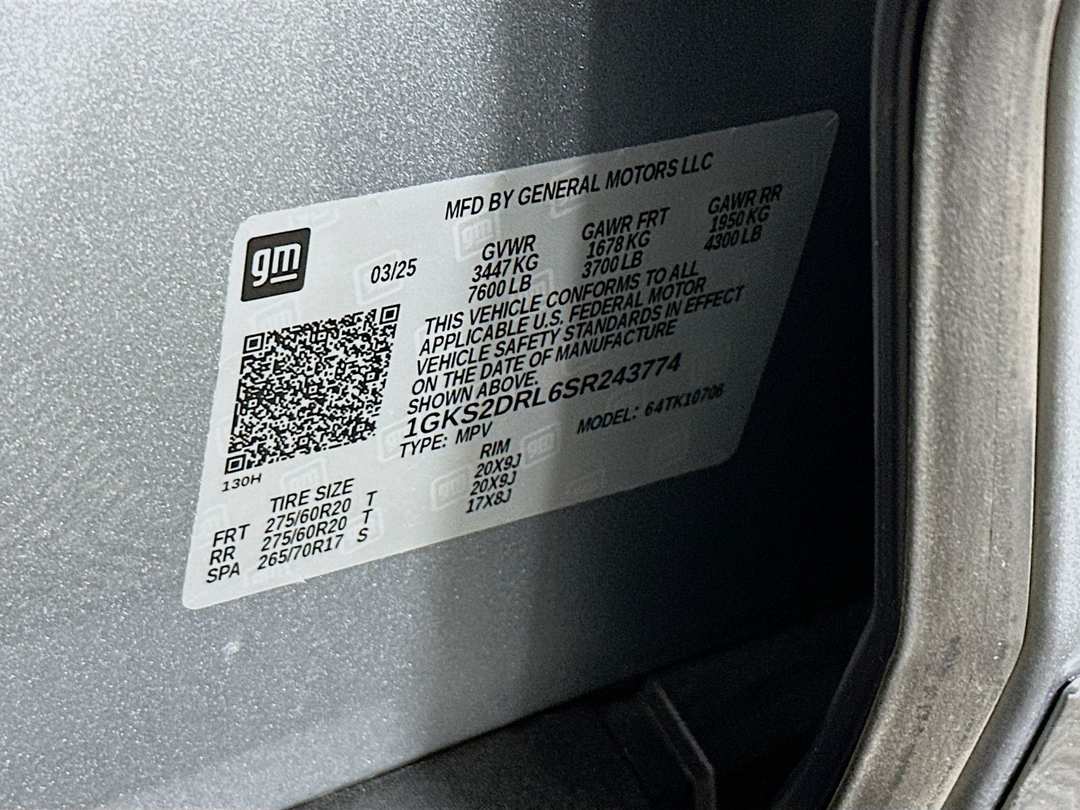 MFD BY GENERAL MOTORS LLC
gm
03/25
GVWR GAWR FRT GAWR RR
3447 KG 1678 KG 1950 KG
7600 LB 3700 LB 4300 LB
THIS VEHICLE CONFORMS TO ALL
APPLICABLE U.S. FEDERAL MOTOR
VEHICLE SAFETY STANDARDS IN EFFECT
ON THE DATE OF MANUFACTURE
SHOWN ABOVE.
1GKS2DRL6SR243774
TYPE: MPV MODEL: 64TK10706
130H
TIRE SIZE RIM
FRT 275/60R20 T 20X9J
RR 275/60R20 T 20X9J
SPA 265/70R17 S 17X8J